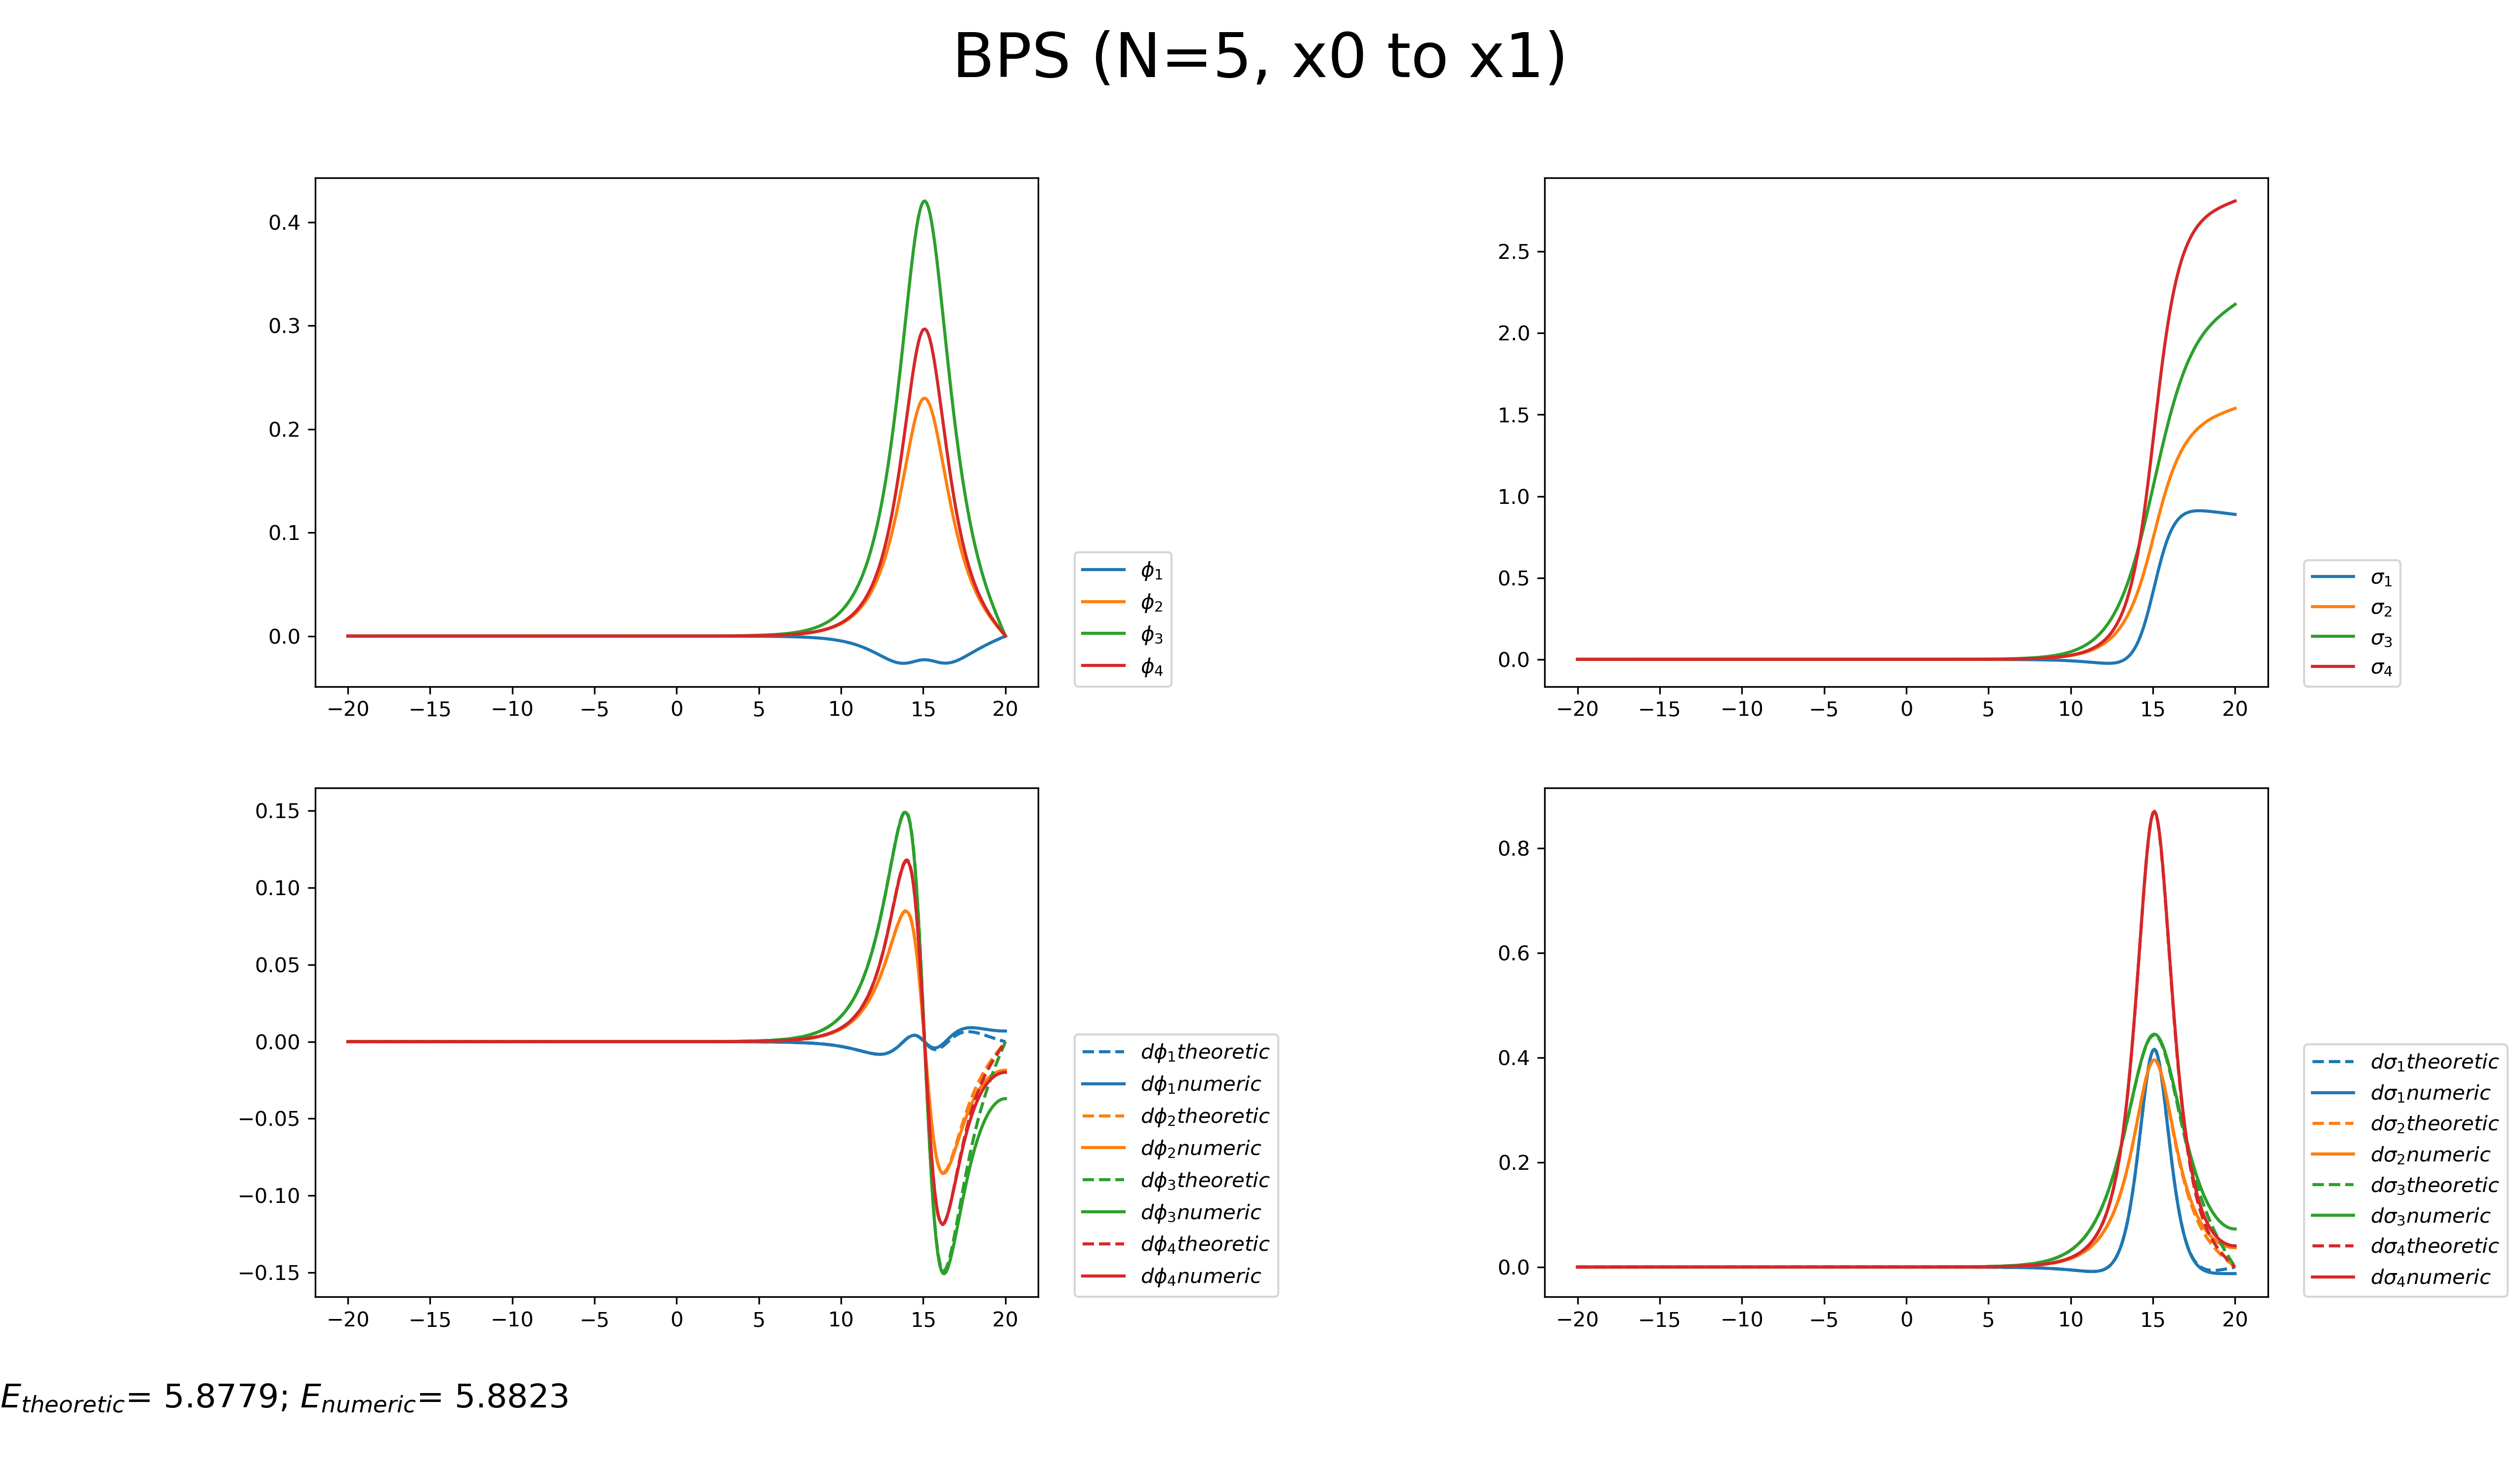 BPS (N=5, x0 to x1)
0.4
0.3
0.2
0.1
0.0
−20 −15 −10 −5 0 5 10 15 20
ϕ1
ϕ2
ϕ3
ϕ4
2.5
2.0
1.5
1.0
0.5
0.0
−20 −15 −10 −5 0 5 10 15 20
σ1
σ2
σ3
σ4
0.15
0.10
0.05
0.00
−0.05
−0.10
−0.15
−20 −15 −10 −5 0 5 10 15 20
dϕ1theoretic
dϕ1numeric
dϕ2theoretic
dϕ2numeric
dϕ3theoretic
dϕ3numeric
dϕ4theoretic
dϕ4numeric
0.8
0.6
0.4
0.2
0.0
−20 −15 −10 −5 0 5 10 15 20
dσ1theoretic
dσ1numeric
dσ2theoretic
dσ2numeric
dσ3theoretic
dσ3numeric
dσ4theoretic
dσ4numeric
Etheoretic= 5.8779; Enumeric= 5.8823